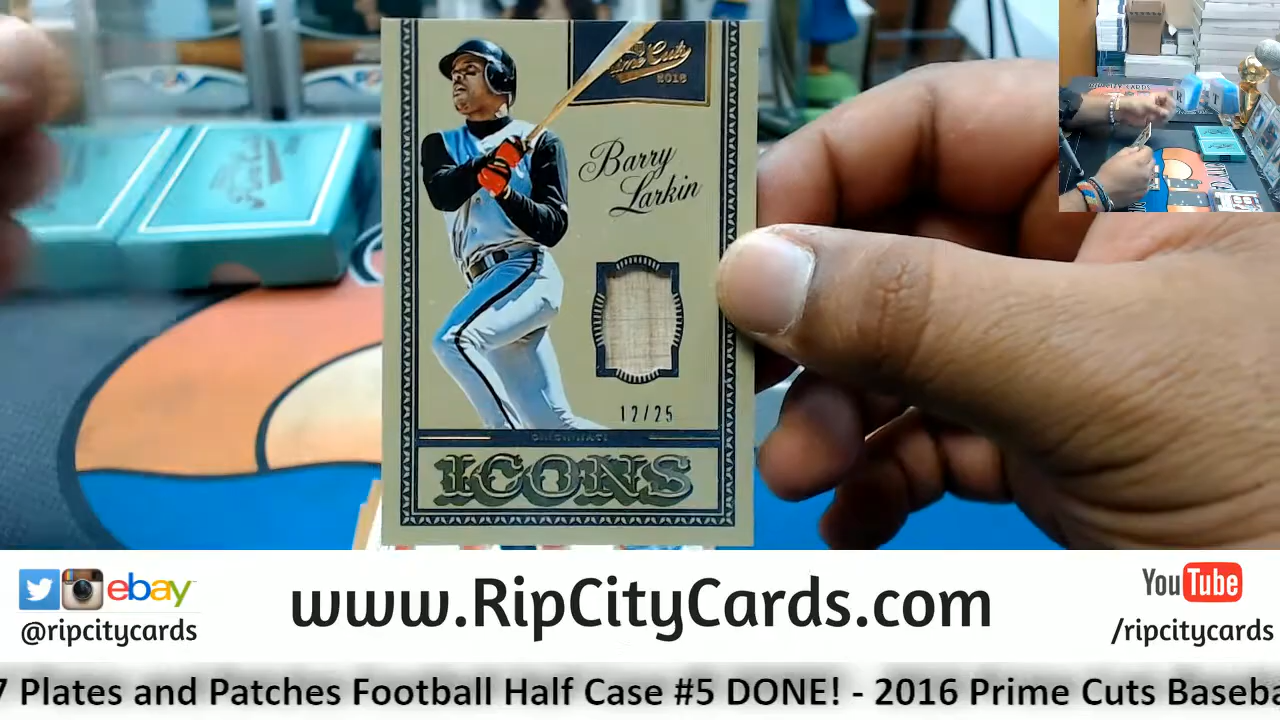 Prime Cuts
2016
Barry
Larkin
12/25
CINCINNATI
ICONS
ebay
@ripcitycards
www.RipCityCards.com
YouTube
/ripcitycards
7 Plates and Patches Football Half Case #5 DONE! - 2016 Prime Cuts Baseba